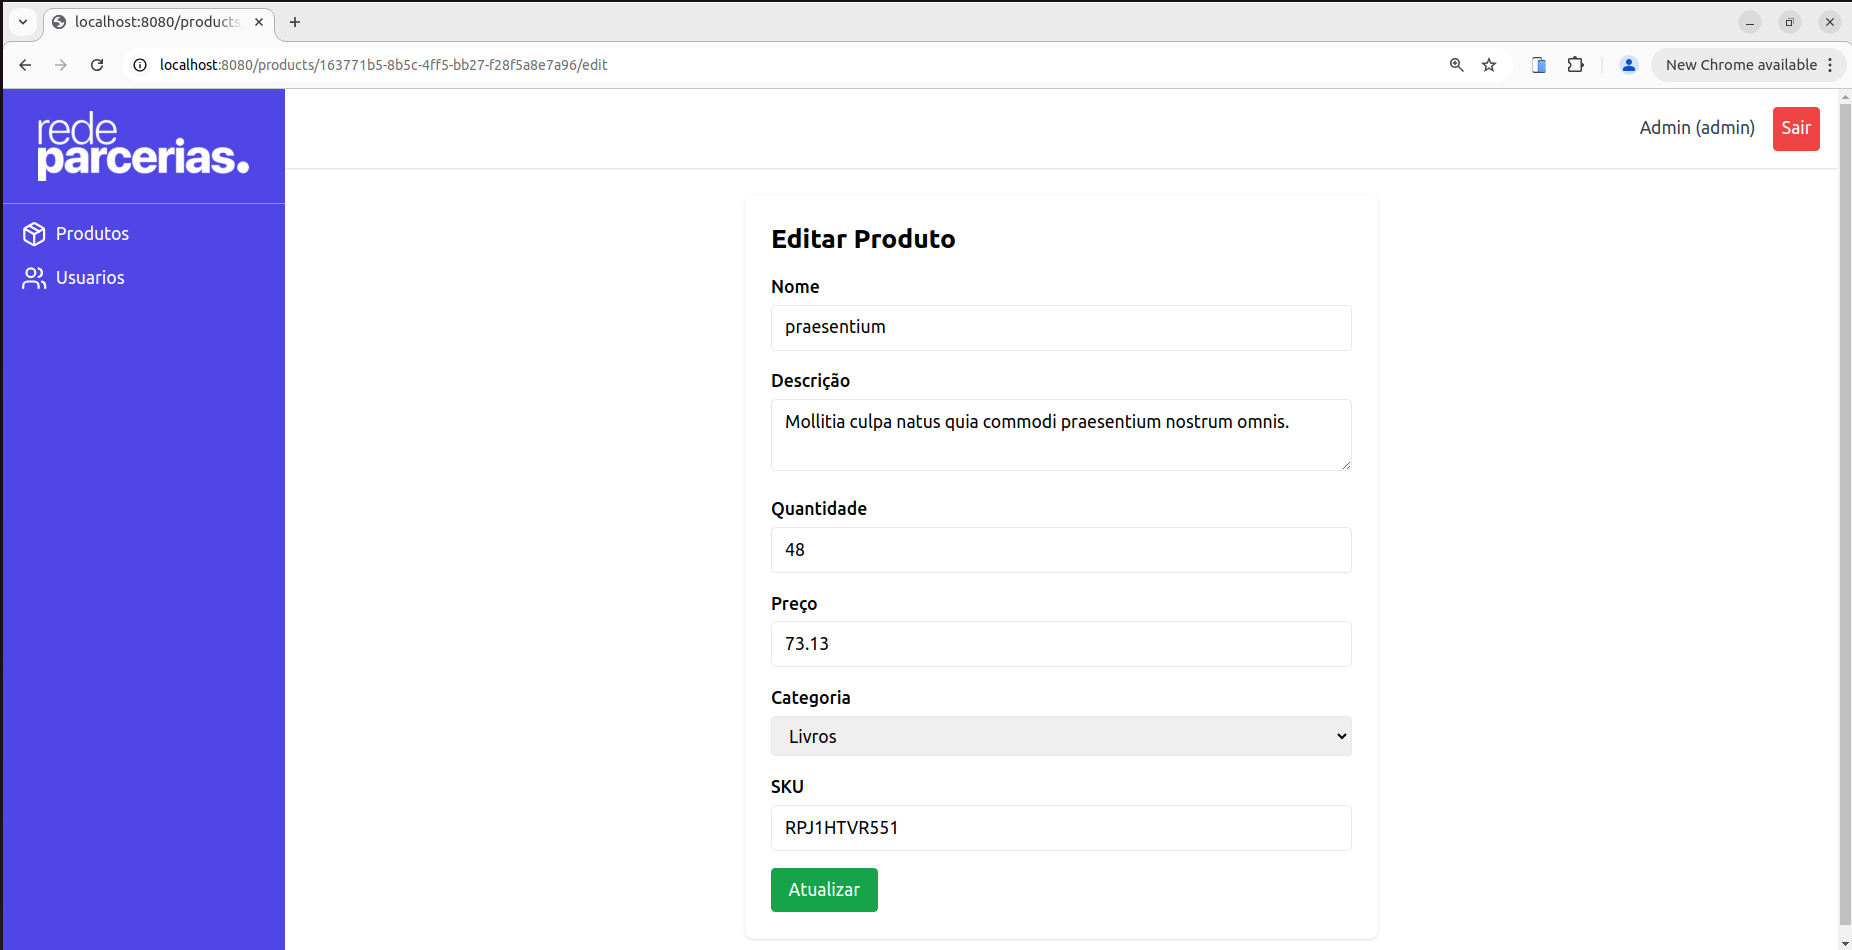 localhost:8080/products
localhost:8080/products/163771b5-8b5c-4ff5-bb27-f28f5a8e7a96/edit
New Chrome available
rede
parcerias.
Admin (admin)
Sair
Produtos
Usuarios
Editar Produto
Nome
praesentium
Descrição
Mollitia culpa natus quia commodi praesentium nostrum omnis.
Quantidade
48
Preço
73.13
Categoria
Livros
SKU
RPJ1HTVR551
Atualizar